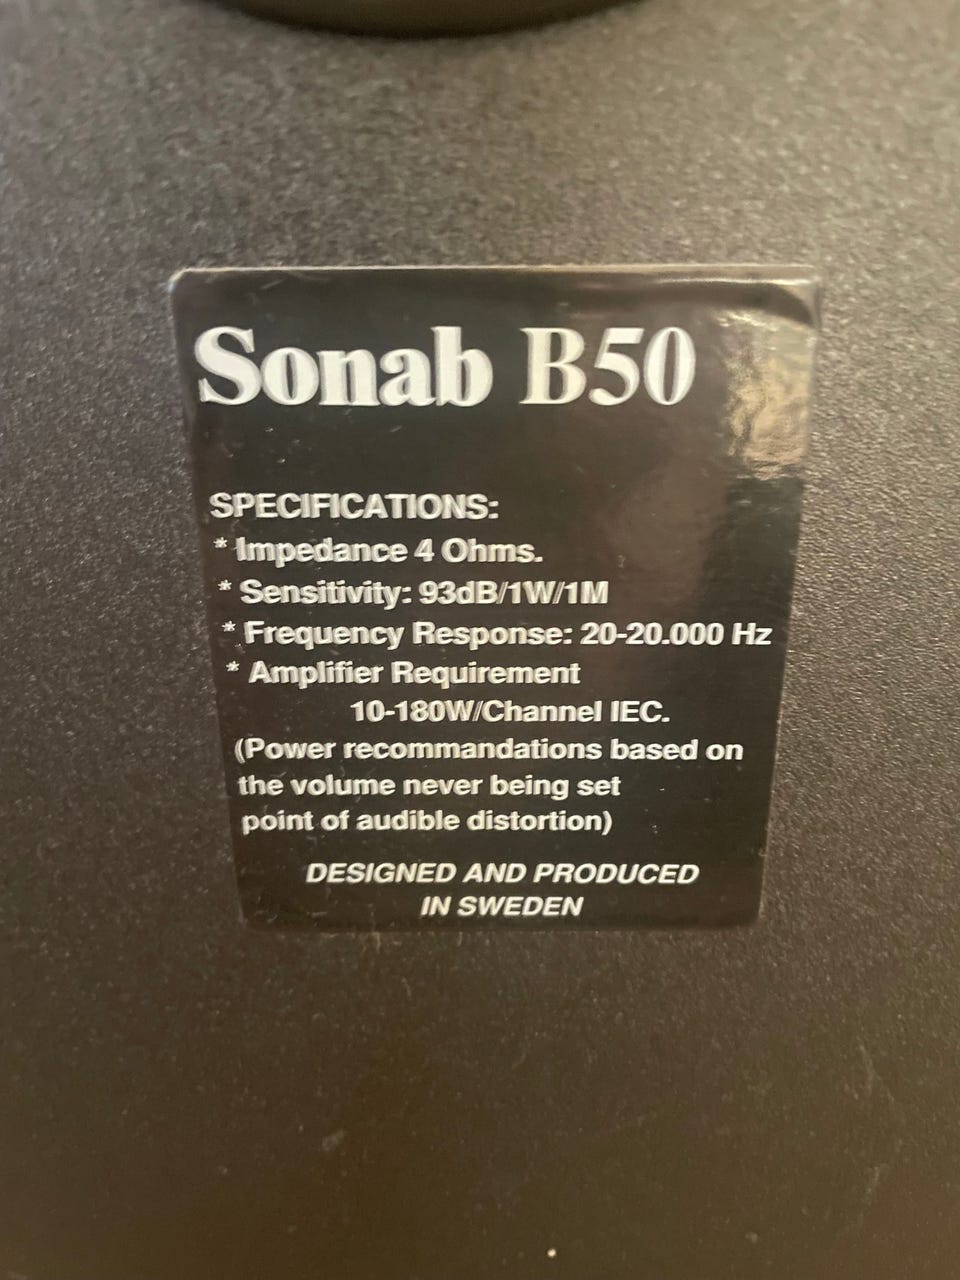 Sonab B50
SPECIFICATIONS:
* Impedance 4 Ohms.
* Sensitivity: 93dB/1W/1M
* Frequency Response: 20-20.000 Hz
* Amplifier Requirement
10-180W/Channel IEC.
(Power recommandations based on
the volume never being set
point of audible distortion)
DESIGNED AND PRODUCED
IN SWEDEN